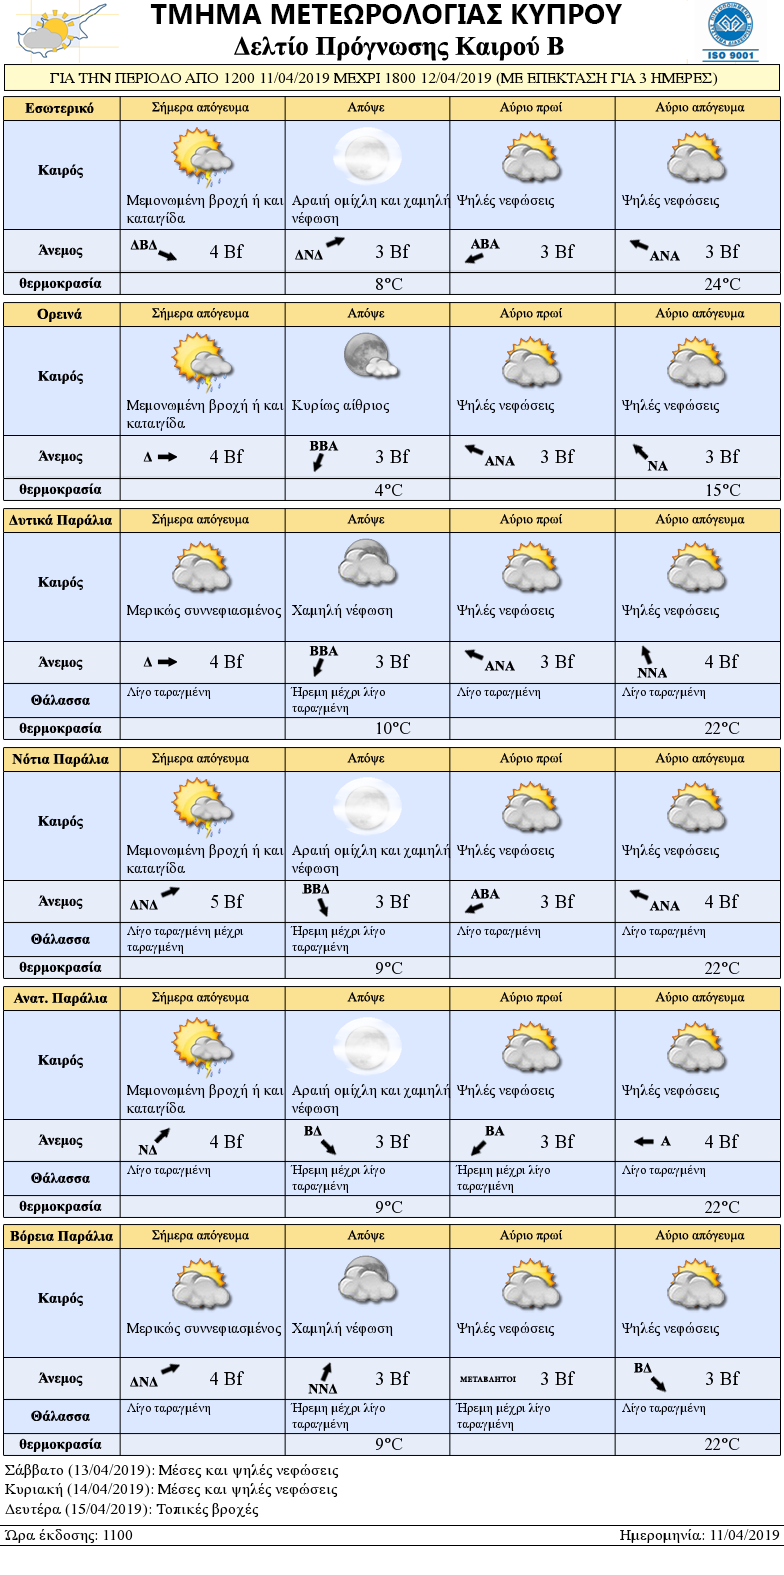 ΤΜΗΜΑ ΜΕΤΕΩΡΟΛΟΓΙΑΣ ΚΥΠΡΟΥ
Δελτίο Πρόγνωσης Καιρού Β
ISO 9001
ΓΙΑ ΤΗΝ ΠΕΡΙΟΔΟ ΑΠΟ 1200 11/04/2019 ΜΕΧΡΙ 1800 12/04/2019 (ΜΕ ΕΠΕΚΤΑΣΗ ΓΙΑ 3 ΗΜΕΡΕΣ)
Εσωτερικό Σήμερα απόγευμα Απόψε Αύριο πρωί Αύριο απόγευμα
Καιρός
Μεμονωμένη βροχή ή και Αραιή ομίχλη και χαμηλή Ψηλές νεφώσεις Ψηλές νεφώσεις
καταιγίδα νέφωση
Άνεμος ΔΒΔ 4 Bf ΔΝΔ 3 Bf ΑΒΑ 3 Bf ΑΝΑ 3 Bf
θερμοκρασία 8°C 24°C
Ορεινά Σήμερα απόγευμα Απόψε Αύριο πρωί Αύριο απόγευμα
Καιρός
Μεμονωμένη βροχή ή και Κυρίως αίθριος Ψηλές νεφώσεις Ψηλές νεφώσεις
καταιγίδα
Άνεμος Δ 4 Bf ΒΒΑ 3 Bf ΑΝΑ 3 Bf ΝΑ 3 Bf
θερμοκρασία 4°C 15°C
Δυτικά Παράλια Σήμερα απόγευμα Απόψε Αύριο πρωί Αύριο απόγευμα
Καιρός
Μερικώς συννεφιασμένος Χαμηλή νέφωση Ψηλές νεφώσεις Ψηλές νεφώσεις
Άνεμος Δ 4 Bf ΒΒΑ 3 Bf ΑΝΑ 3 Bf ΝΝΑ 4 Bf
Θάλασσα Λίγο ταραγμένη Ήρεμη μέχρι λίγο Λίγο ταραγμένη Λίγο ταραγμένη
ταραγμένη
θερμοκρασία 10°C 22°C
Νότια Παράλια Σήμερα απόγευμα Απόψε Αύριο πρωί Αύριο απόγευμα
Καιρός
Μεμονωμένη βροχή ή και Αραιή ομίχλη και χαμηλή Ψηλές νεφώσεις Ψηλές νεφώσεις
καταιγίδα νέφωση
Άνεμος ΔΝΔ 5 Bf ΒΒΔ 3 Bf ΑΒΑ 3 Bf ΑΝΑ 4 Bf
Θάλασσα Λίγο ταραγμένη μέχρι Ήρεμη μέχρι λίγο Λίγο ταραγμένη Λίγο ταραγμένη
ταραγμένη ταραγμένη
θερμοκρασία 9°C 22°C
Ανατ. Παράλια Σήμερα απόγευμα Απόψε Αύριο πρωί Αύριο απόγευμα
Καιρός
Μεμονωμένη βροχή ή και Αραιή ομίχλη και χαμηλή Ψηλές νεφώσεις Ψηλές νεφώσεις
καταιγίδα νέφωση
Άνεμος ΝΔ 4 Bf ΒΔ 3 Bf ΒΑ 3 Bf Α 4 Bf
Θάλασσα Λίγο ταραγμένη Ήρεμη μέχρι λίγο Ήρεμη μέχρι λίγο Λίγο ταραγμένη
ταραγμένη ταραγμένη
θερμοκρασία 9°C 22°C
Βόρεια Παράλια Σήμερα απόγευμα Απόψε Αύριο πρωί Αύριο απόγευμα
Καιρός
Μερικώς συννεφιασμένος Χαμηλή νέφωση Ψηλές νεφώσεις Ψηλές νεφώσεις
Άνεμος ΔΝΔ 4 Bf ΝΝΔ 3 Bf ΜΕΤΑΒΛΗΤΟΙ 3 Bf ΒΔ 3 Bf
Θάλασσα Λίγο ταραγμένη Ήρεμη μέχρι λίγο Ήρεμη μέχρι λίγο Λίγο ταραγμένη
ταραγμένη ταραγμένη
θερμοκρασία 9°C 22°C
Σάββατο (13/04/2019): Μέσες και ψηλές νεφώσεις
Κυριακή (14/04/2019): Μέσες και ψηλές νεφώσεις
Δευτέρα (15/04/2019): Τοπικές βροχές
Ώρα έκδοσης: 1100 Ημερομηνία: 11/04/2019